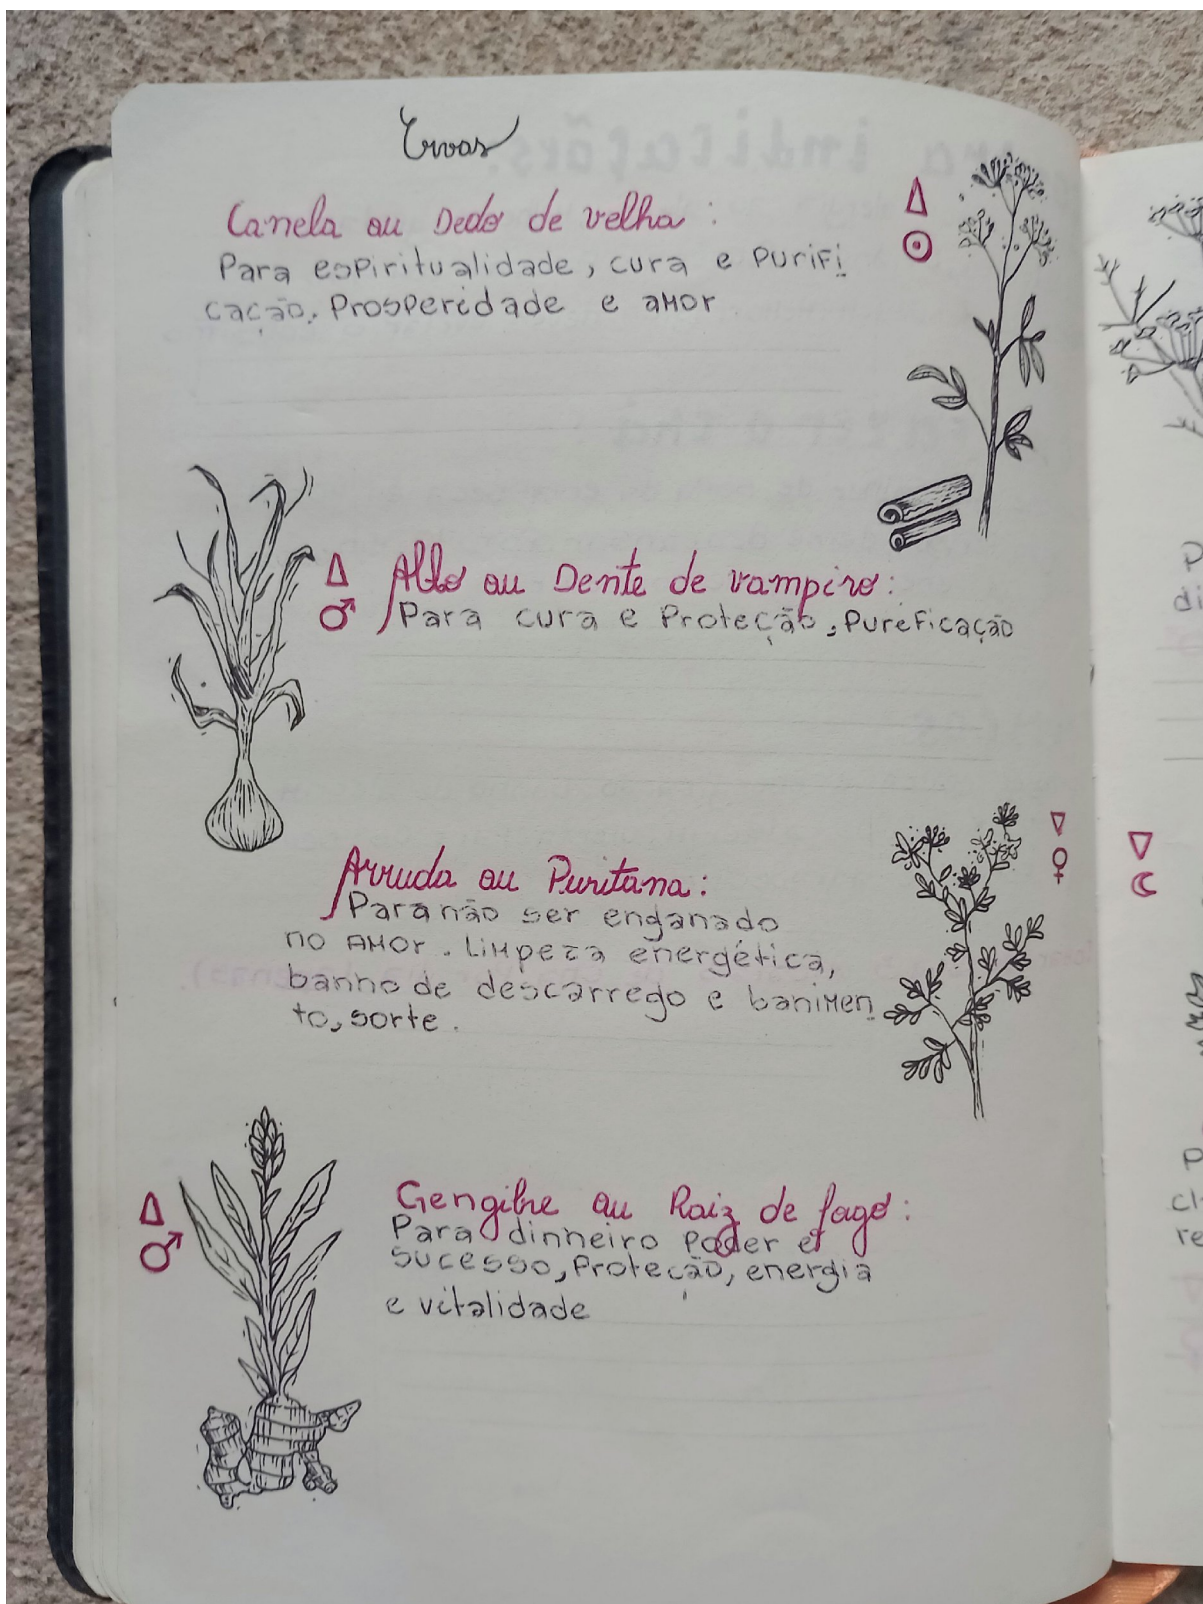 Ervas
Canela ou Dedo de velha :
Para espiritualidade, cura e Purifi
cação. Prosperidade e amor
Alho ou Dente de vampiro :
Para cura e Proteção, Pureficação
Arruda ou Puritana :
Para não ser enganado
no amor. Limpeza energética,
banho de descarrego e banimen
to, sorte.
Gengibre ou Raiz de fogo :
Para dinheiro poder e
sucesso, Proteção, energia
e vitalidade